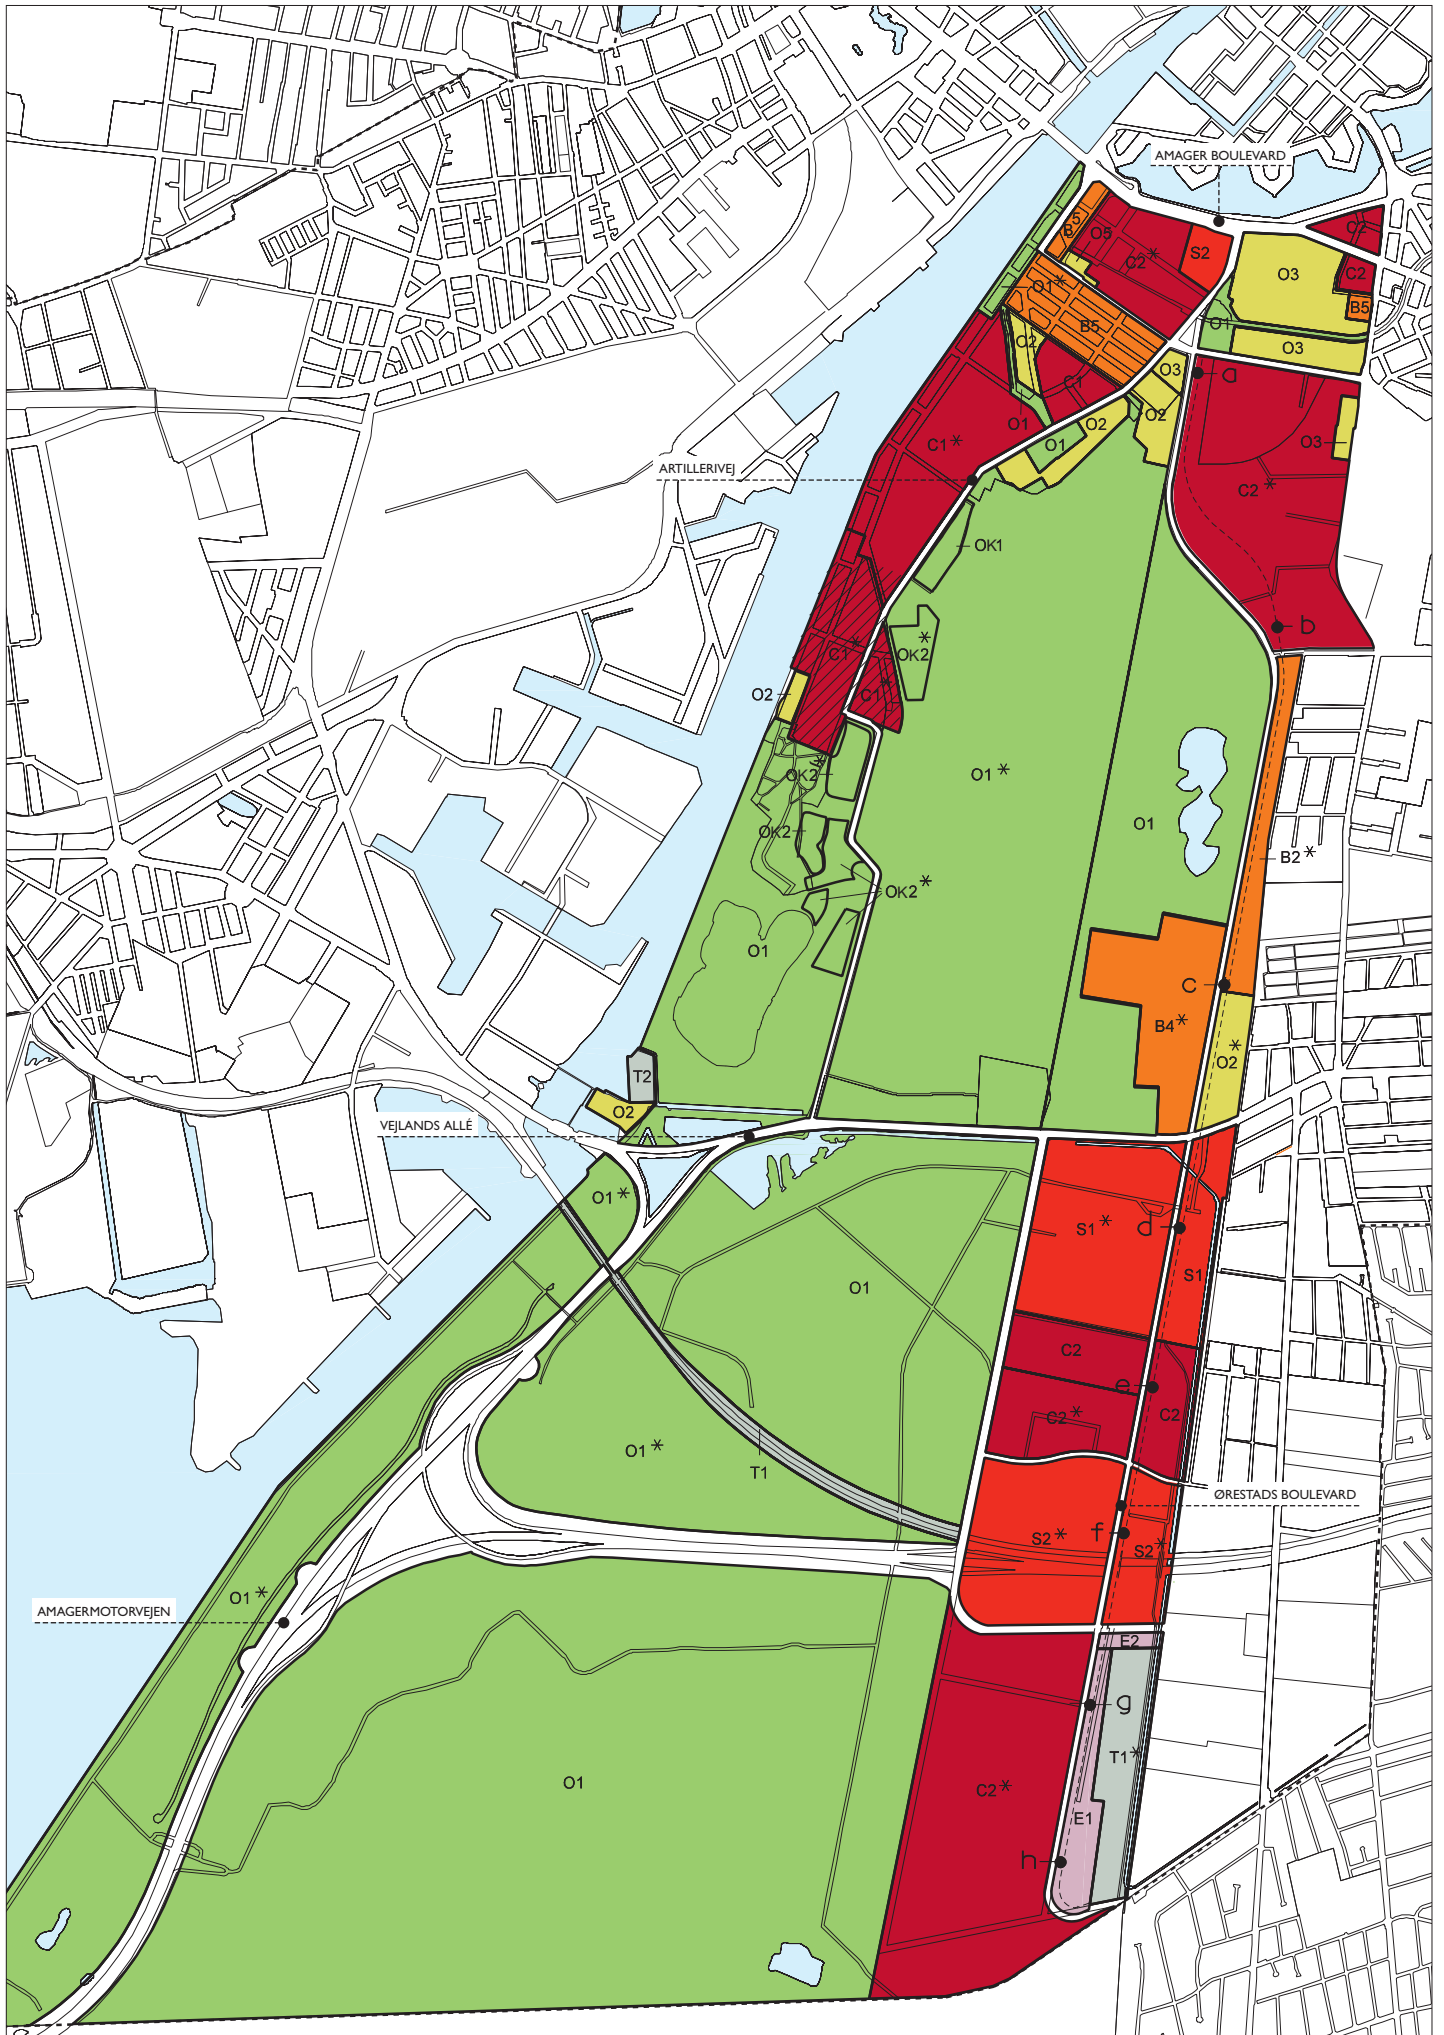 AMAGER BOULEVARD
B5
O5
C2*
S2
C2
O3
C2
B5
O1*
B5
O1
O3
C2
C1
O3
a
O2
O1
O2
O1
O3
C1*
ARTILLERIVEJ
C2*
OK1
b
C1*
OK2*
C1*
O2
OK2*
O1*
O1
OK2
B2*
OK2*
O1
c
B4*
O2*
T2
O2
VEJLANDS ALLÉ
O1*
S1*
d
S1
O1
C2
e
C2*
C2
O1*
T1
ØRESTADS BOULEVARD
f
S2*
S2*
O1*
AMAGERMOTORVEJEN
E2
g
T1*
O1
C2*
E1
h